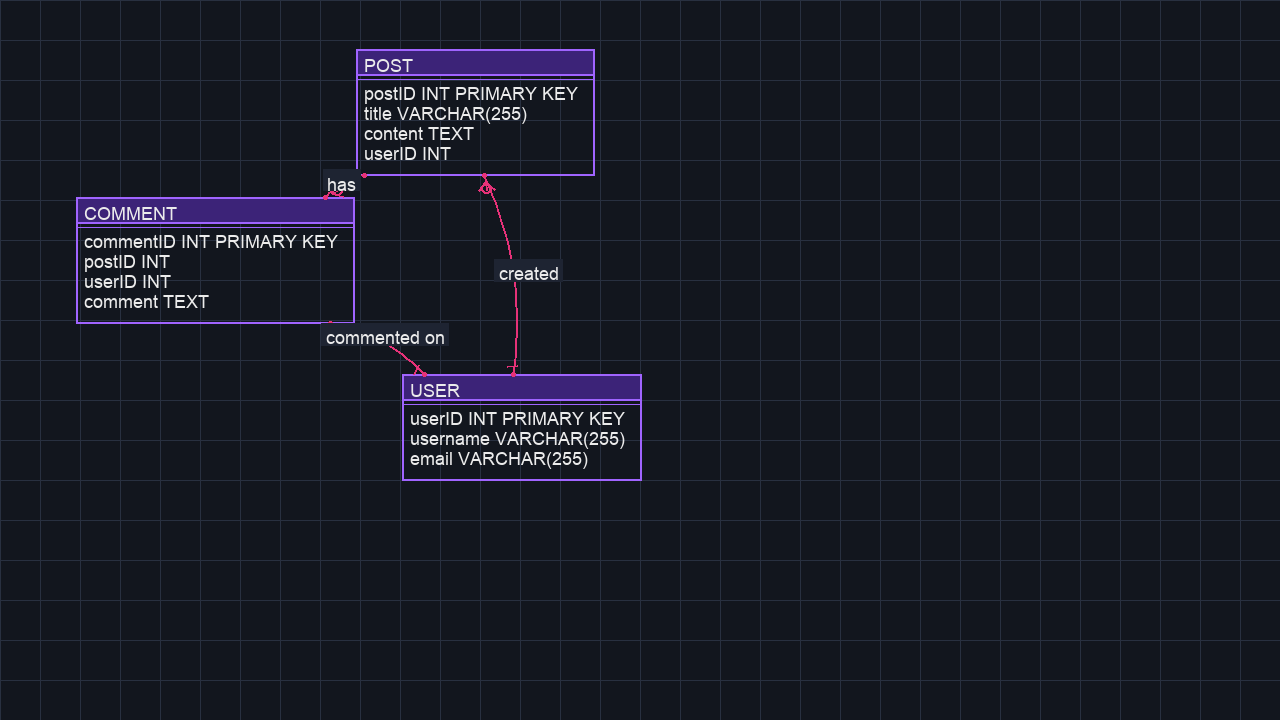 POST
postID INT PRIMARY KEY
title VARCHAR(255)
content TEXT
userID INT
has
COMMENT
commentID INT PRIMARY KEY
postID INT
userID INT
comment TEXT
created
commented on
USER
userID INT PRIMARY KEY
username VARCHAR(255)
email VARCHAR(255)